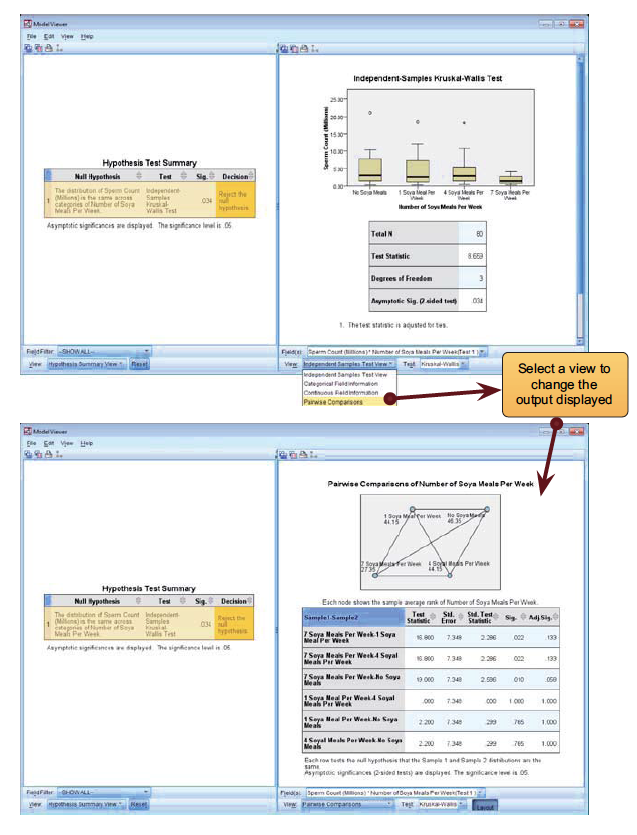 Model Viewer
File Edit View Help
Hypothesis Test Summary
Null Hypothesis Test Sig. Decision
1 The distribution of Sperm Count (Millions) is the same across categories of Number of Soya Meals Per Week. Independent-Samples Kruskal-Wallis Test .034 Reject the null hypothesis.
Asymptotic significances are displayed. The significance level is .05.
Field Filter: --SHOW ALL--
View: Hypothesis Summary View Reset
Independent-Samples Kruskal-Wallis Test
Sperm Count (Millions)
25.00
20.00
15.00
10.00
5.00
0.00
No Soya Meals
1 Soya Meal Per Week
4 Soyal Meals Per Week
7 Soya Meals Per Week
Number of Soya Meals Per Week
Total N 80
Test Statistic 8.659
Degrees of Freedom 3
Asymptotic Sig. (2-sided test) .034
1. The test statistic is adjusted for ties.
Field(s): Sperm Count (Millions) * Number of Soya Meals Per Week(Test 1)
View: Independent Samples Test View Test: Kruskal-Wallis
Independent Samples Test View
Categorical Field Information
Continuous Field Information
Pairwise Comparisons
Select a view to
change the
output displayed
Model Viewer
File Edit View Help
Hypothesis Test Summary
Null Hypothesis Test Sig. Decision
1 The distribution of Sperm Count (Millions) is the same across categories of Number of Soya Meals Per Week. Independent-Samples Kruskal-Wallis Test .034 Reject the null hypothesis.
Asymptotic significances are displayed. The significance level is .05.
Field Filter: --SHOW ALL--
View: Hypothesis Summary View Reset
Pairwise Comparisons of Number of Soya Meals Per Week
1 Soya Meal Per Week
44.15
No Soya Meals
46.35
7 Soya Meals Per Week
27.35
4 Soyal Meals Per Week
44.15
Each node shows the sample average rank of Number of Soya Meals Per Week.
Sample1-Sample2 Test Statistic Std. Error Std. Test Statistic Sig. Adj.Sig.
7 Soya Meals Per Week-1 Soya Meal Per Week 16.800 7.348 2.286 .022 .133
7 Soya Meals Per Week-4 Soyal Meals Per Week 16.800 7.348 2.286 .022 .133
7 Soya Meals Per Week-No Soya Meals 19.000 7.348 2.586 .010 .058
1 Soya Meal Per Week-4 Soyal Meals Per Week .000 7.348 .000 1.000 1.000
1 Soya Meal Per Week-No Soya Meals 2.200 7.348 .299 .765 1.000
4 Soyal Meals Per Week-No Soya Meals 2.200 7.348 .299 .765 1.000
Each row tests the null hypothesis that the Sample 1 and Sample 2 distributions are the
same.
Asymptotic significances (2-sided tests) are displayed. The significance level is .05.
Field(s): Sperm Count (Millions) * Number of Soya Meals Per Week(Test 1)
View: Pairwise Comparisons Test: Kruskal-Wallis Layout